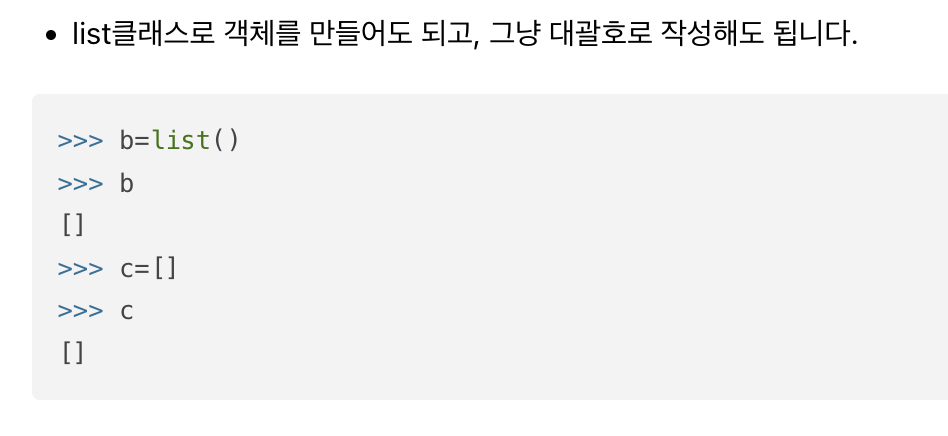 • list클래스로 객체를 만들어도 되고, 그냥 대괄호로 작성해도 됩니다.
>>> b=list()
>>> b
[]
>>> c=[]
>>> c
[]